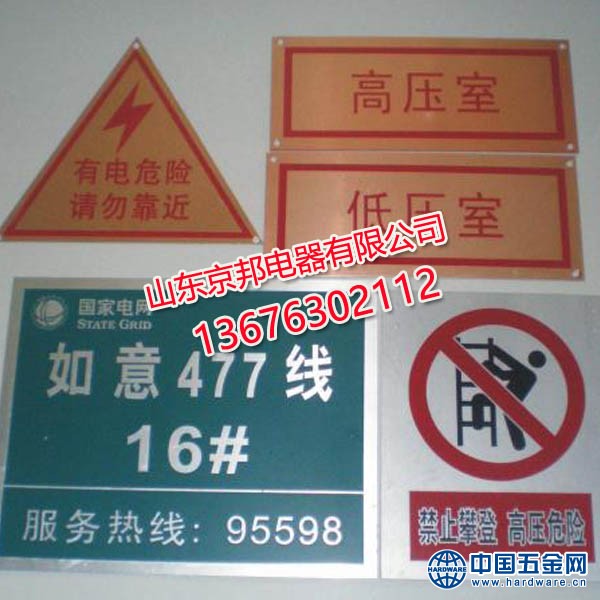 高压室
有电危险
请勿靠近
低压室
山东京邦电器有限公司
13676302112
国家电网
STATE GRID
如意477线
16#
服务热线：95598
禁止攀登 高压危险
HARDWARE
中国五金网
www.hardware.cn